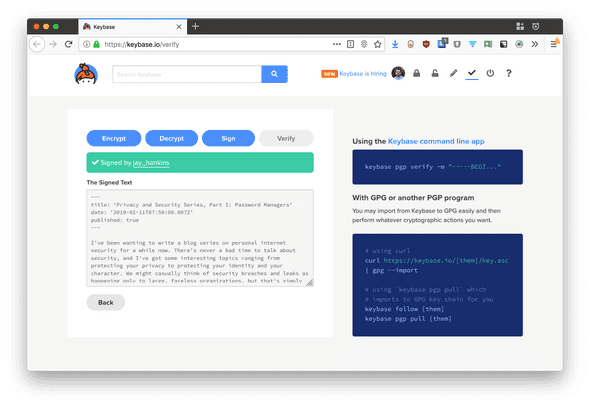 Keybase
https://keybase.io/verify
Search Keybase
NEW Keybase is hiring
Encrypt
Decrypt
Sign
Verify
Signed by jay_hankins
The Signed Text
---
title: 'Privacy and Security Series, Part I: Password Managers'
date: '2019-02-11T07:50:00.007Z'
published: true
---
I've been wanting to write a blog series on personal internet
security for a while now. There's never a bad time to talk about
security, and I've got some interesting topics ranging from
protecting your privacy to protecting your identity and your
character. We might casually think of security breaches and leaks as
happening only to large, faceless organizations, but that's simply
Back
Using the Keybase command line app
keybase pgp verify -m "-----BEGI..."
With GPG or another PGP program
You may import from Keybase to GPG easily and then
perform whatever cryptographic actions you want.
# using curl
curl https://keybase.io/[them]/key.asc
| gpg --import
# using `keybase pgp pull` which
# imports to GPG key chain for you
keybase follow [them]
keybase pgp pull [them]